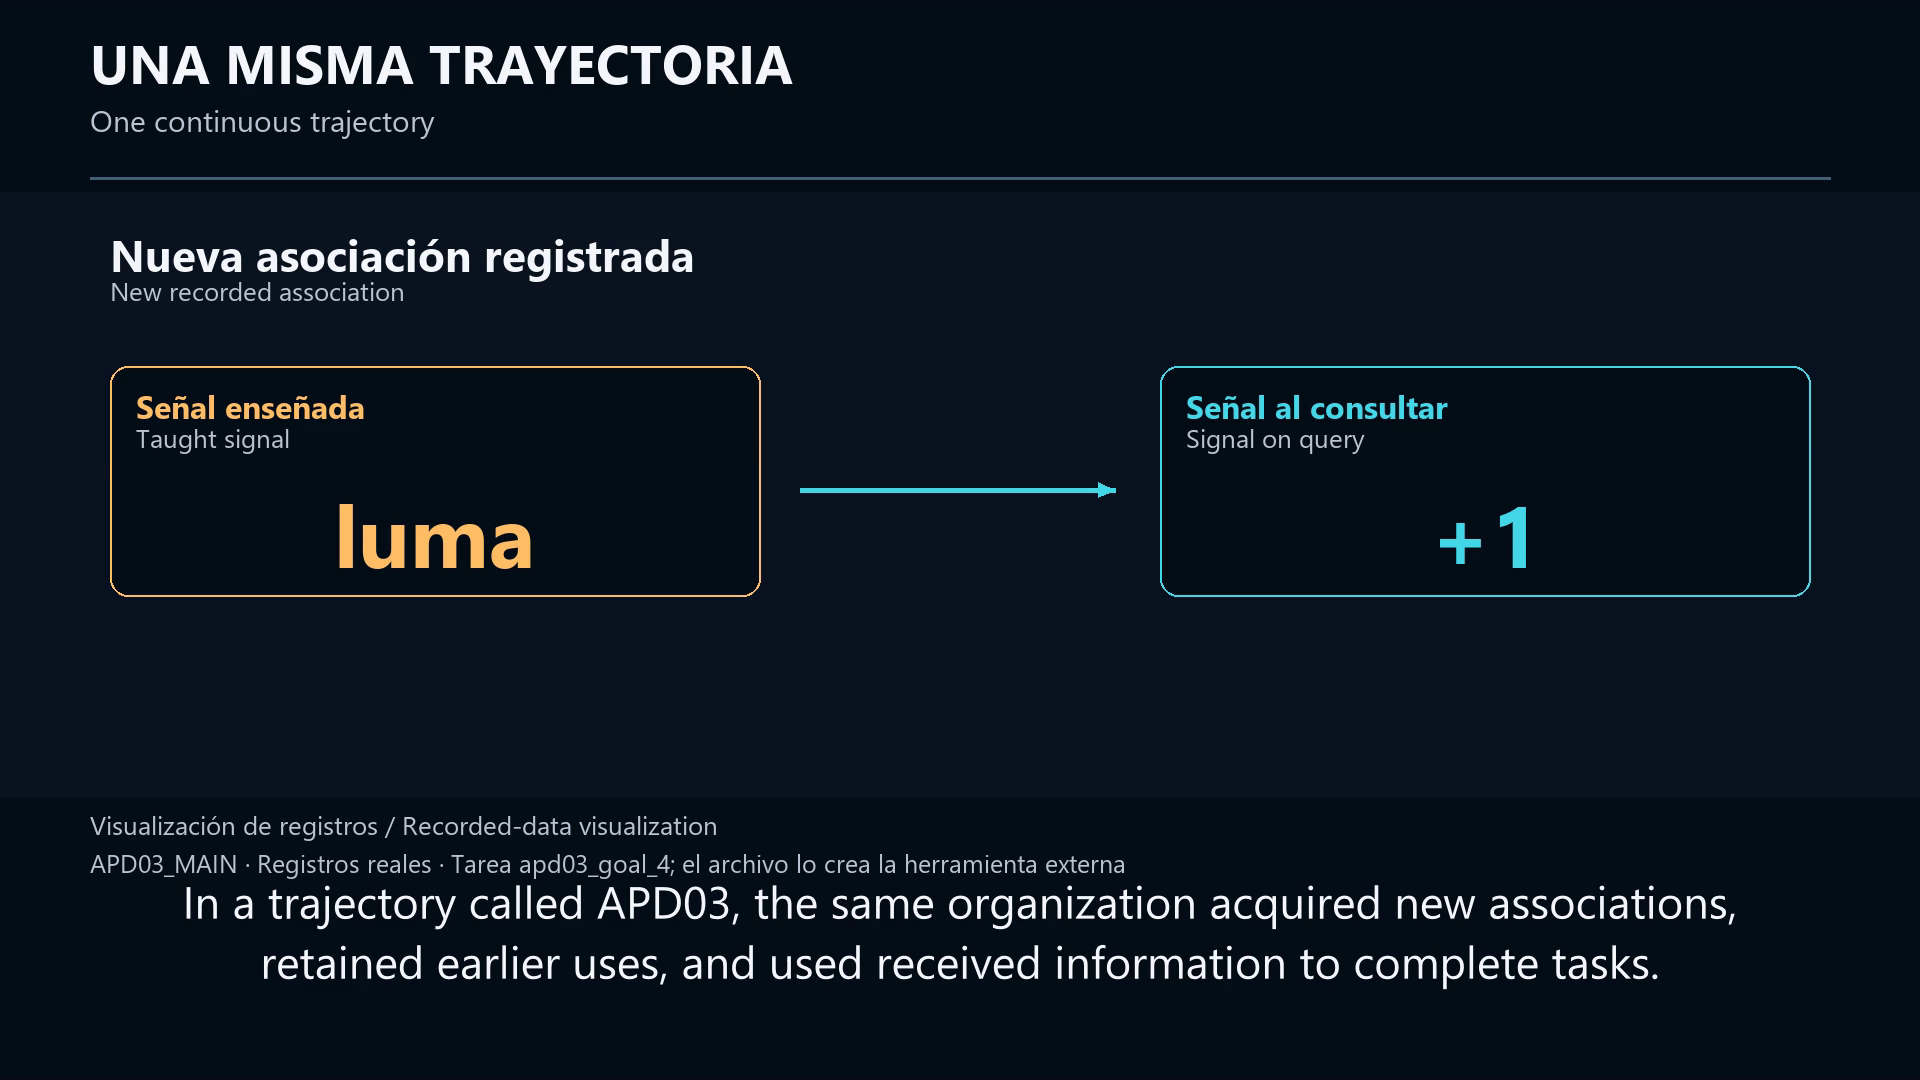 UNA MISMA TRAYECTORIA
One continuous trajectory
Nueva asociación registrada
New recorded association
Señal enseñada
Taught signal
luma
Señal al consultar
Signal on query
+1
Visualización de registros / Recorded-data visualization
APD03_MAIN · Registros reales · Tarea apd03_goal_4; el archivo lo crea la herramienta externa
In a trajectory called APD03, the same organization acquired new associations,
retained earlier uses, and used received information to complete tasks.